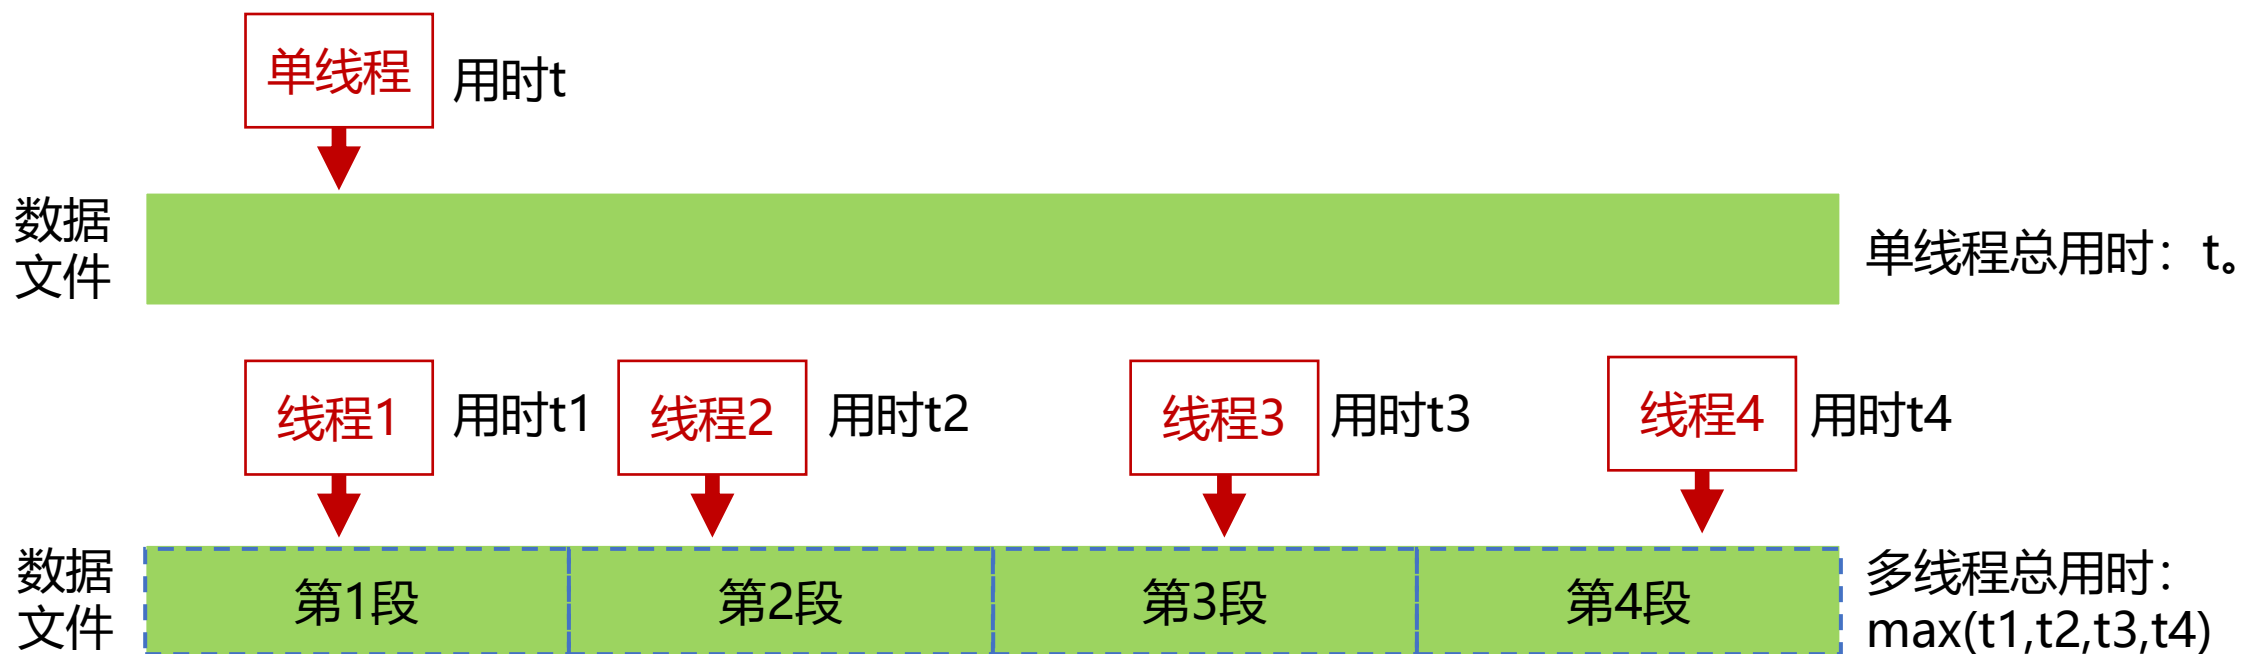 单线程
用时t
数据
文件
单线程总用时：t。
线程1
用时t1
线程2
用时t2
线程3
用时t3
线程4
用时t4
数据
文件
第1段
第2段
第3段
第4段
多线程总用时：
max(t1,t2,t3,t4)